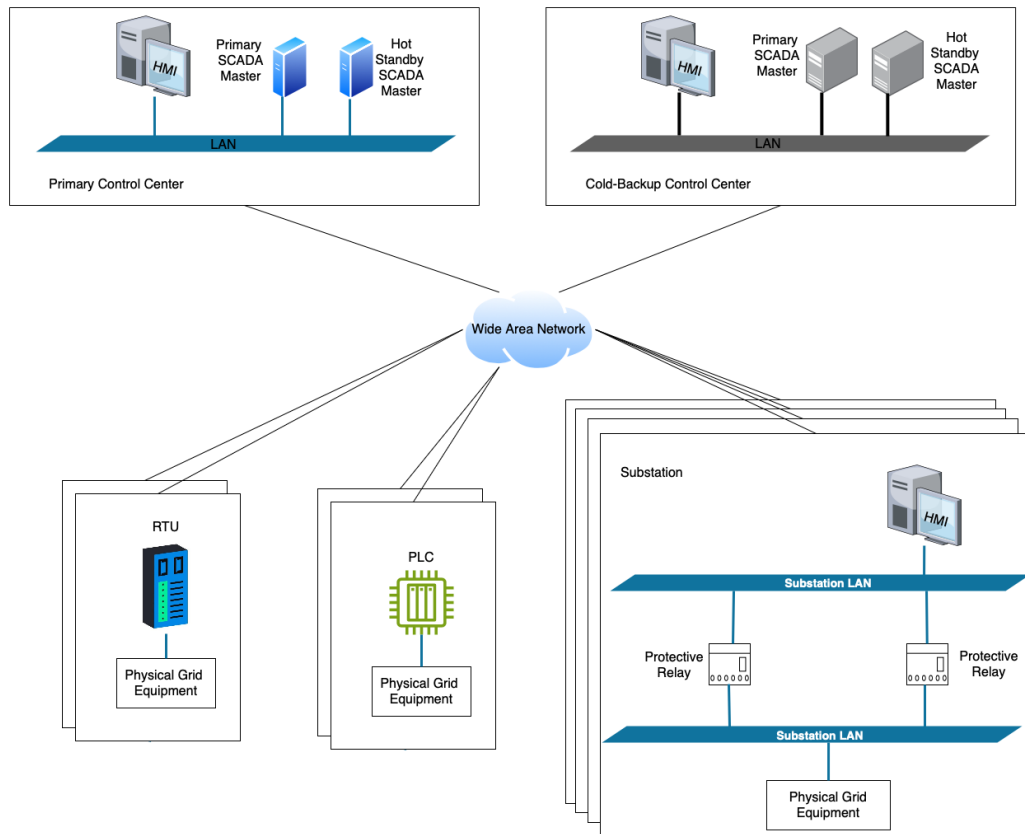 HMI
Primary
SCADA
Master
Hot
Standby
SCADA
Master
LAN
Primary Control Center
HMI
Primary
SCADA
Master
Hot
Standby
SCADA
Master
LAN
Cold-Backup Control Center
Wide Area Network
RTU
Physical Grid
Equipment
PLC
Physical Grid
Equipment
Substation
HMI
Substation LAN
Protective
Relay
Protective
Relay
Substation LAN
Physical Grid
Equipment